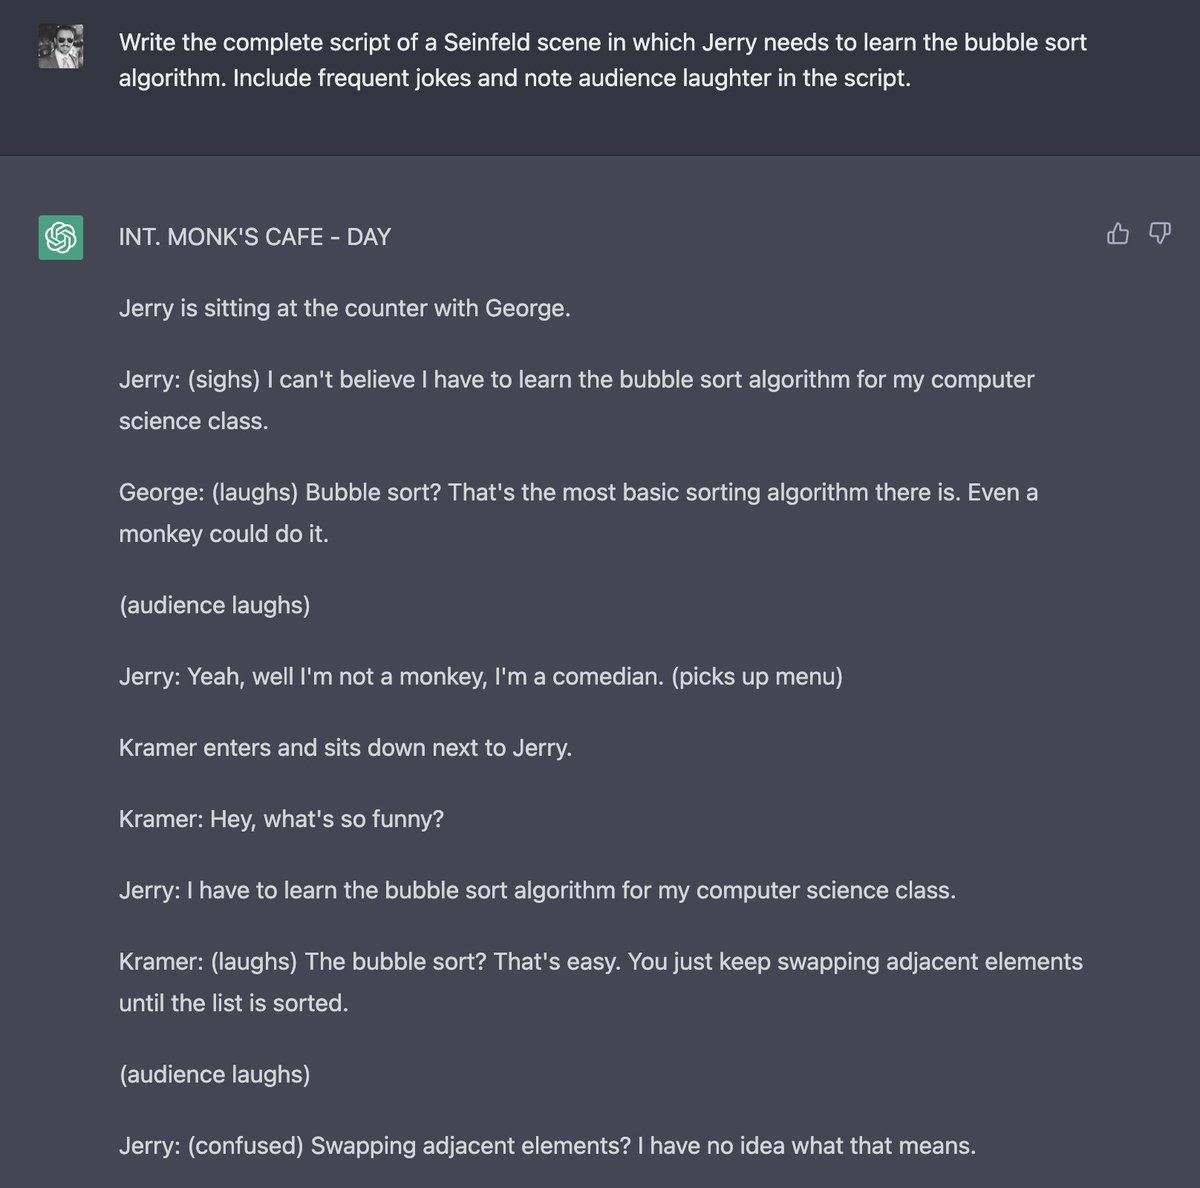 Write the complete script of a Seinfeld scene in which Jerry needs to learn the bubble sort
algorithm. Include frequent jokes and note audience laughter in the script.
INT. MONK'S CAFE - DAY
Jerry is sitting at the counter with George.
Jerry: (sighs) I can't believe I have to learn the bubble sort algorithm for my computer
science class.
George: (laughs) Bubble sort? That's the most basic sorting algorithm there is. Even a
monkey could do it.
(audience laughs)
Jerry: Yeah, well I'm not a monkey, I'm a comedian. (picks up menu)
Kramer enters and sits down next to Jerry.
Kramer: Hey, what's so funny?
Jerry: I have to learn the bubble sort algorithm for my computer science class.
Kramer: (laughs) The bubble sort? That's easy. You just keep swapping adjacent elements
until the list is sorted.
(audience laughs)
Jerry: (confused) Swapping adjacent elements? I have no idea what that means.